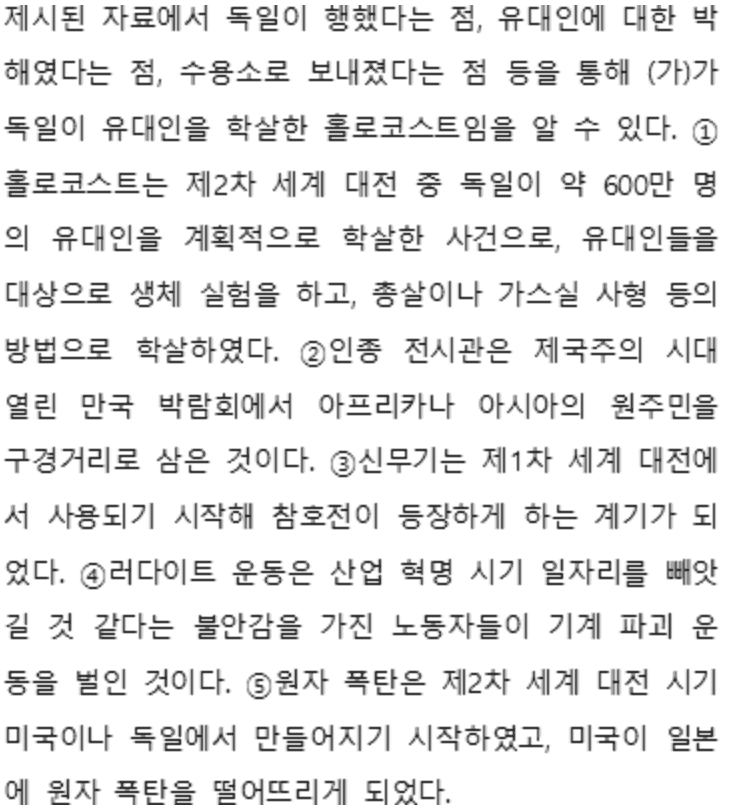 제시된 자료에서 독일이 행했다는 점, 유대인에 대한 박
해였다는 점, 수용소로 보내졌다는 점 등을 통해 (가)가
독일이 유대인을 학살한 홀로코스트임을 알 수 있다. ①
홀로코스트는 제2차 세계 대전 중 독일이 약 600만 명
의 유대인을 계획적으로 학살한 사건으로, 유대인들을
대상으로 생체 실험을 하고, 총살이나 가스실 사형 등의
방법으로 학살하였다. ②인종 전시관은 제국주의 시대
열린 만국 박람회에서 아프리카나 아시아의 원주민을
구경거리로 삼은 것이다. ③신무기는 제1차 세계 대전에
서 사용되기 시작해 참호전이 등장하게 하는 계기가 되
었다. ④러다이트 운동은 산업 혁명 시기 일자리를 빼앗
길 것 같다는 불안감을 가진 노동자들이 기계 파괴 운
동을 벌인 것이다. ⑤원자 폭탄은 제2차 세계 대전 시기
미국이나 독일에서 만들어지기 시작하였고, 미국이 일본
에 원자 폭탄을 떨어뜨리게 되었다.